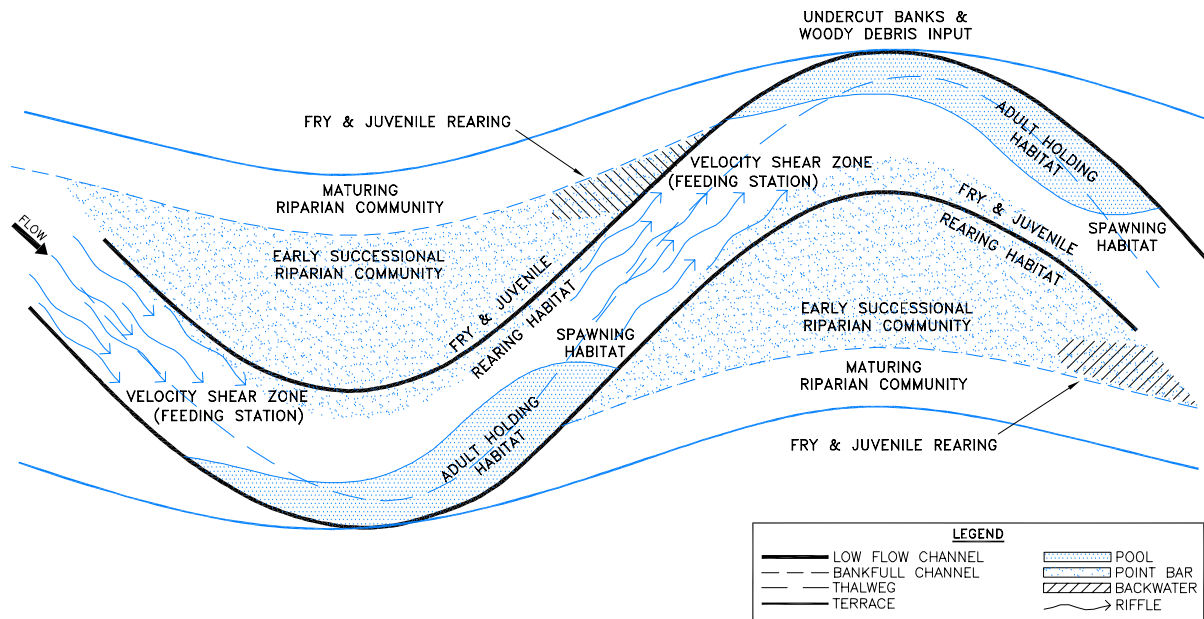 UNDERCUT BANKS &
WOODY DEBRIS INPUT
FRY & JUVENILE REARING
ADULT HOLDING
HABITAT
VELOCITY SHEAR ZONE
(FEEDING STATION)
MATURING
RIPARIAN COMMUNITY
FRY & JUVENILE
REARING HABITAT
FLOW
SPAWNING
HABITAT
EARLY SUCCESSIONAL
RIPARIAN COMMUNITY
FRY & JUVENILE
REARING HABITAT
EARLY SUCCESSIONAL
RIPARIAN COMMUNITY
SPAWNING
HABITAT
MATURING
RIPARIAN COMMUNITY
VELOCITY SHEAR ZONE
(FEEDING STATION)
ADULT HOLDING
HABITAT
FRY & JUVENILE REARING
LEGEND
LOW FLOW CHANNEL
BANKFULL CHANNEL
THALWEG
TERRACE
POOL
POINT BAR
BACKWATER
RIFFLE